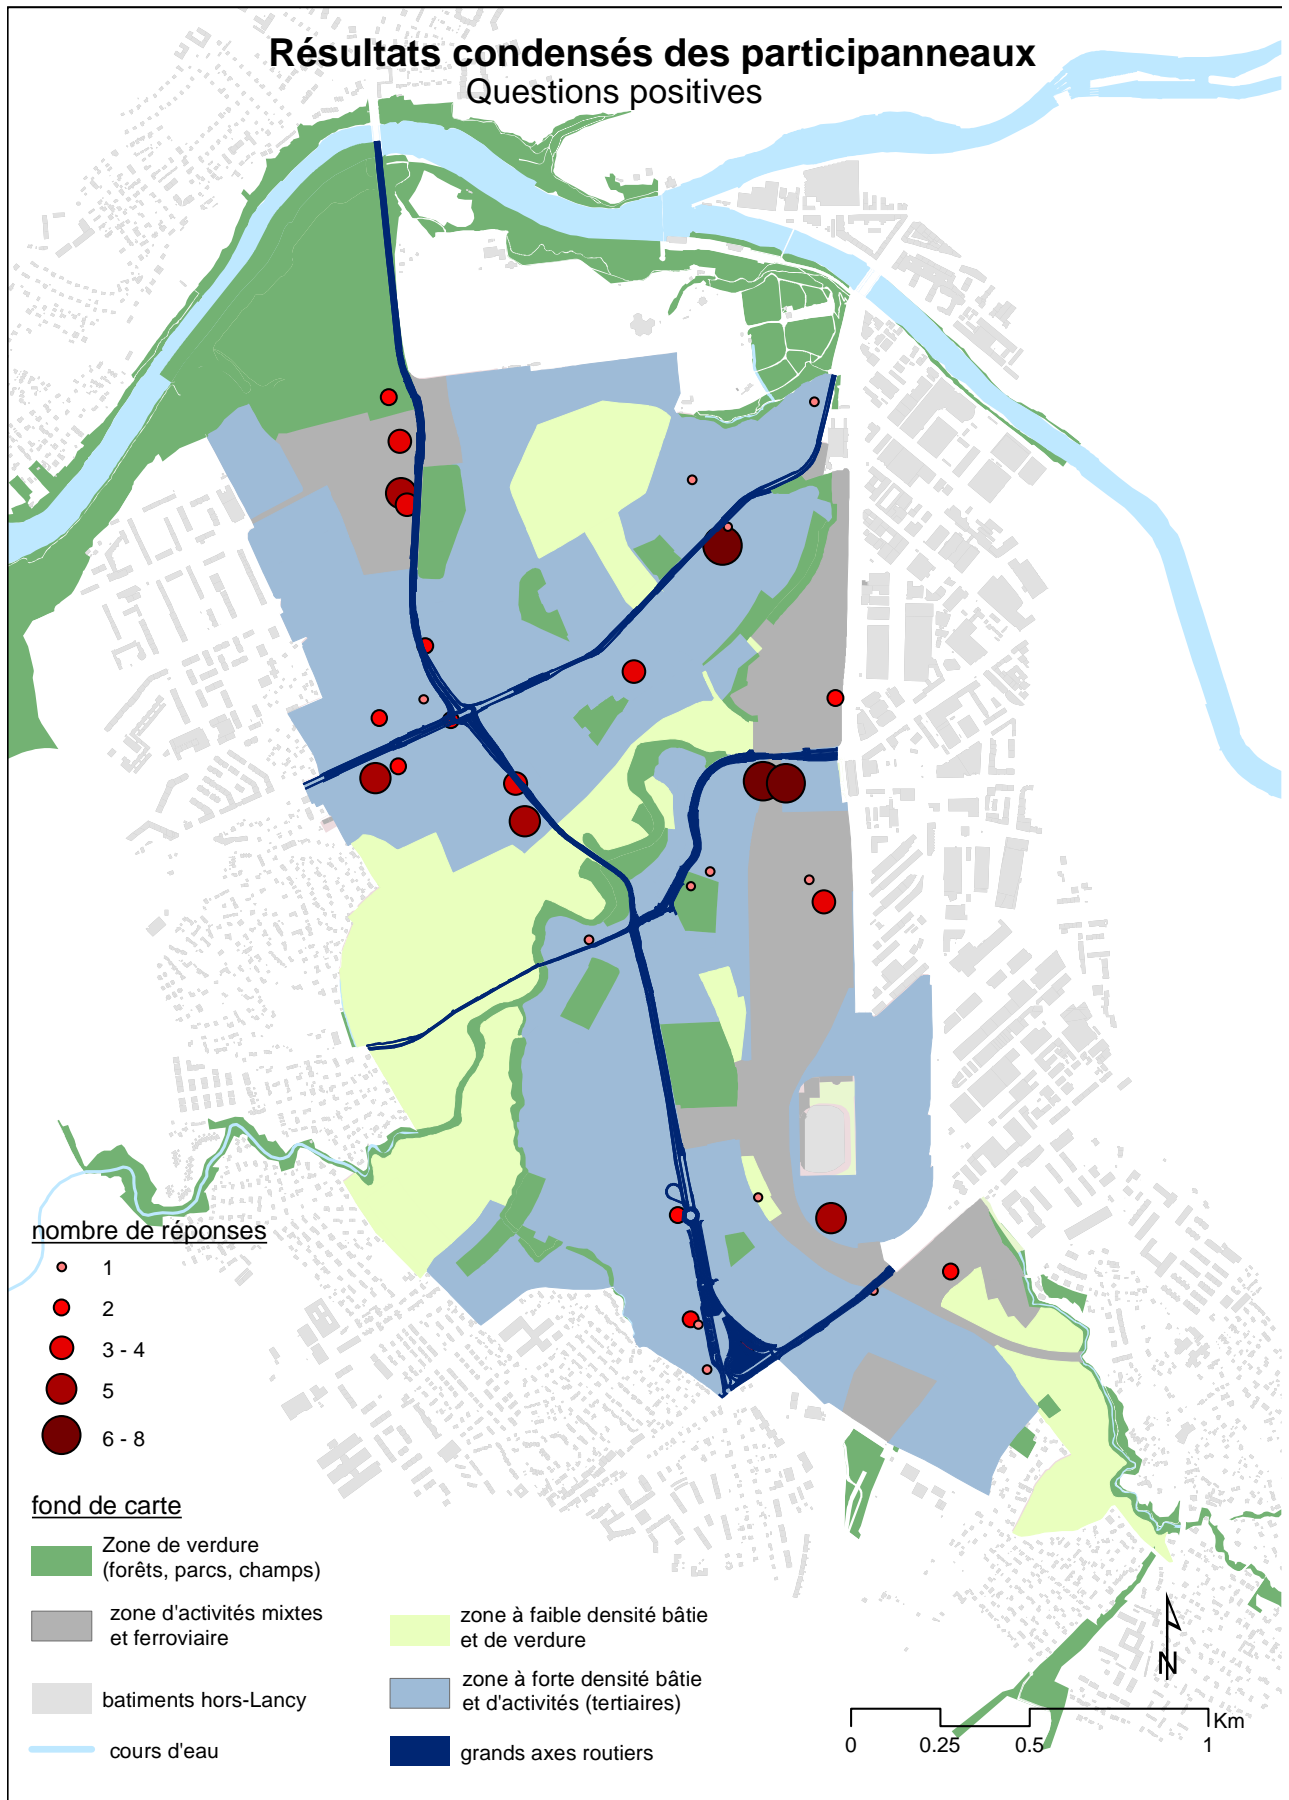 Résultats condensés des participanneaux
Questions positives
nombre de réponses
1
2
3 - 4
5
6 - 8
fond de carte
Zone de verdure
(forêts, parcs, champs)
zone d'activités mixtes
et ferroviaire
batiments hors-Lancy
cours d'eau
zone à faible densité bâtie
et de verdure
zone à forte densité bâtie
et d'activités (tertiaires)
grands axes routiers
N
Km
0 0.25 0.5 1